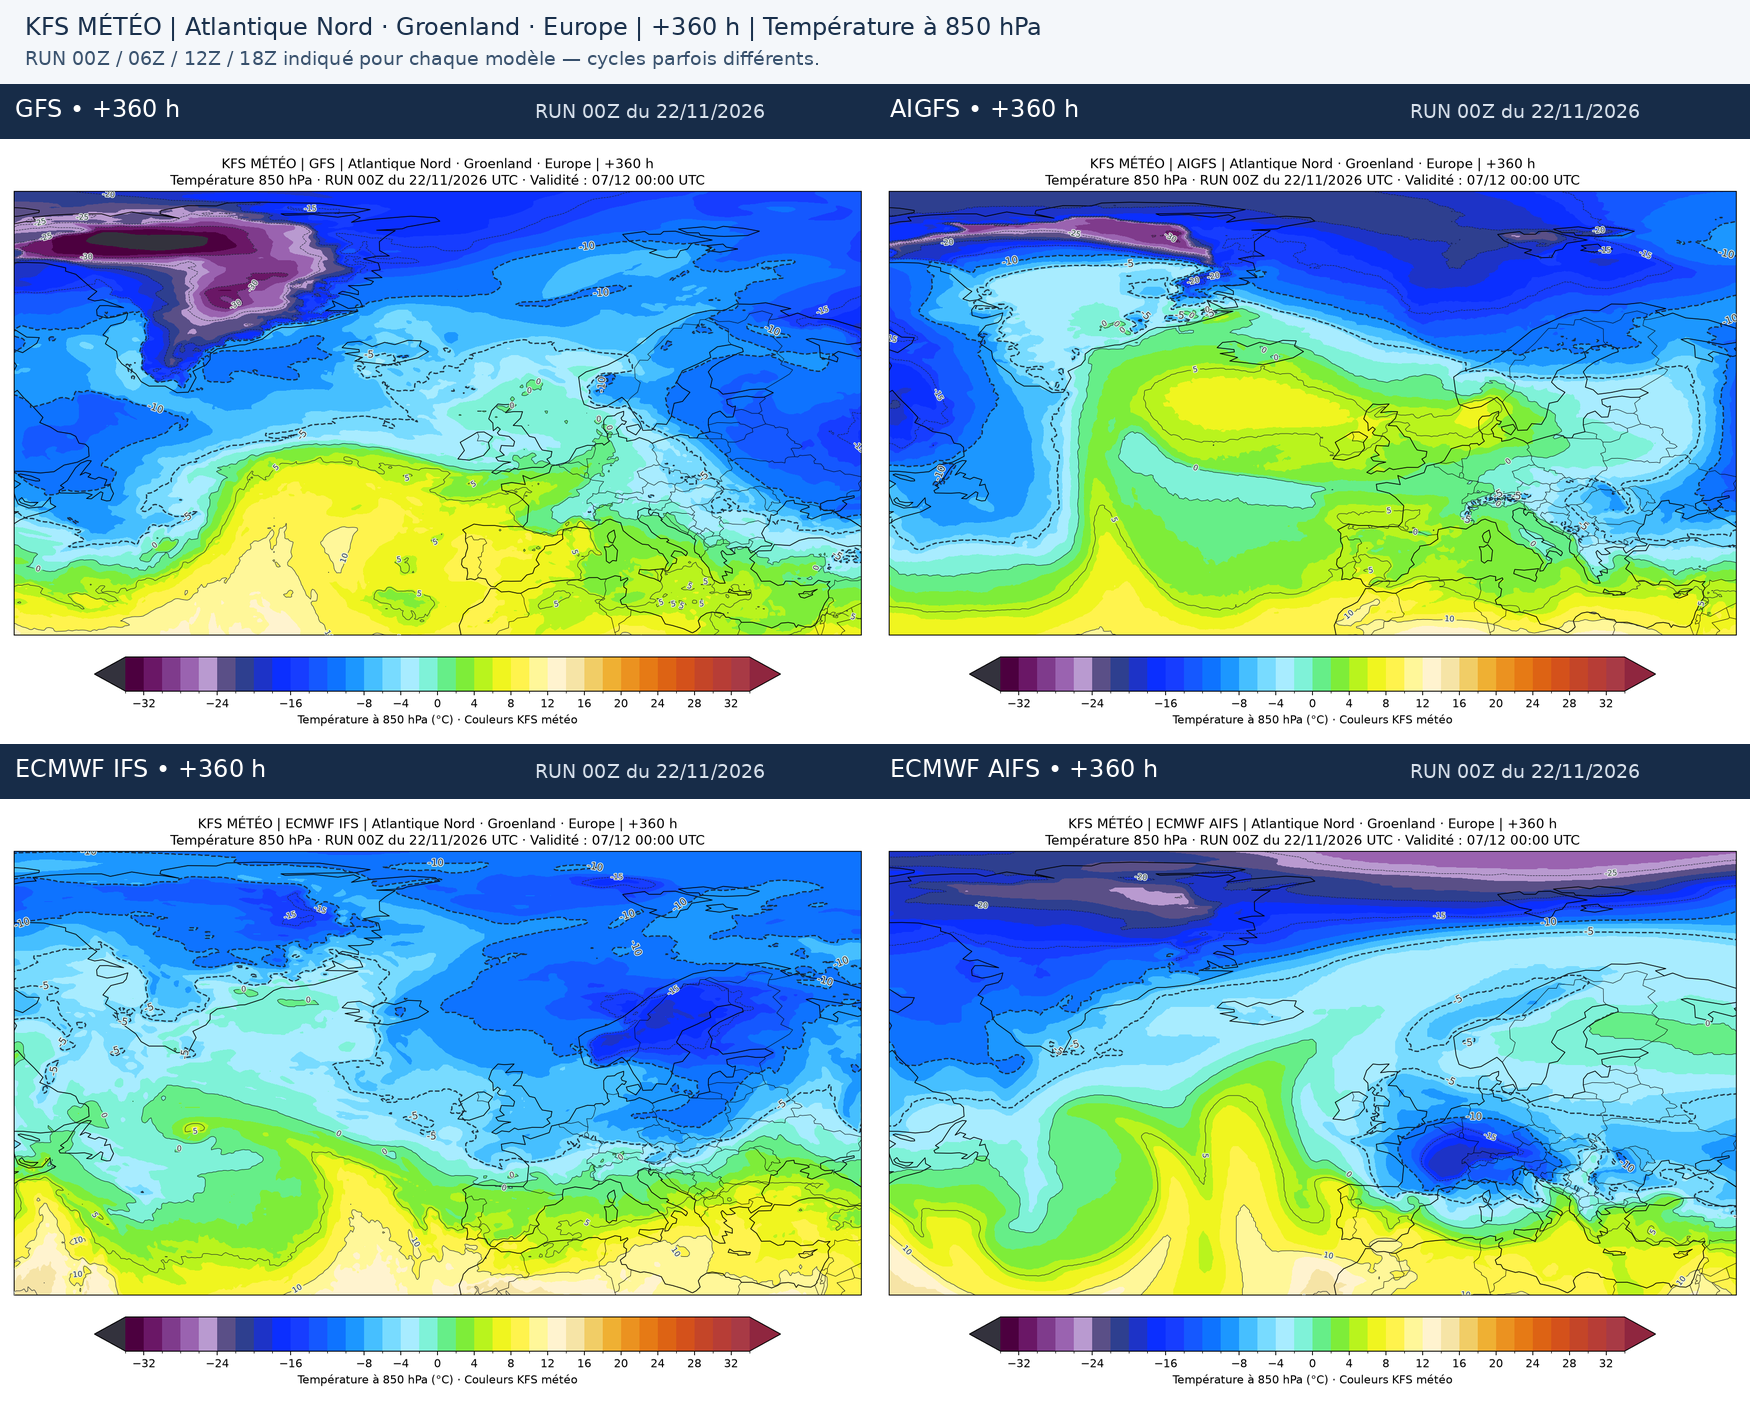 KFS MÉTÉO | Atlantique Nord · Groenland · Europe | +360 h | Température à 850 hPa
RUN 00Z / 06Z / 12Z / 18Z indiqué pour chaque modèle — cycles parfois différents.
GFS • +360 h
RUN 00Z du 22/11/2026
KFS MÉTÉO | GFS | Atlantique Nord · Groenland · Europe | +360 h
Température 850 hPa · RUN 00Z du 22/11/2026 UTC · Validité : 07/12 00:00 UTC
−32 −24 −16 −8 −4 0 4 8 12 16 20 24 28 32
Température à 850 hPa (°C) · Couleurs KFS météo
AIGFS • +360 h
RUN 00Z du 22/11/2026
KFS MÉTÉO | AIGFS | Atlantique Nord · Groenland · Europe | +360 h
Température 850 hPa · RUN 00Z du 22/11/2026 UTC · Validité : 07/12 00:00 UTC
−32 −24 −16 −8 −4 0 4 8 12 16 20 24 28 32
Température à 850 hPa (°C) · Couleurs KFS météo
ECMWF IFS • +360 h
RUN 00Z du 22/11/2026
KFS MÉTÉO | ECMWF IFS | Atlantique Nord · Groenland · Europe | +360 h
Température 850 hPa · RUN 00Z du 22/11/2026 UTC · Validité : 07/12 00:00 UTC
−32 −24 −16 −8 −4 0 4 8 12 16 20 24 28 32
Température à 850 hPa (°C) · Couleurs KFS météo
ECMWF AIFS • +360 h
RUN 00Z du 22/11/2026
KFS MÉTÉO | ECMWF AIFS | Atlantique Nord · Groenland · Europe | +360 h
Température 850 hPa · RUN 00Z du 22/11/2026 UTC · Validité : 07/12 00:00 UTC
−32 −24 −16 −8 −4 0 4 8 12 16 20 24 28 32
Température à 850 hPa (°C) · Couleurs KFS météo